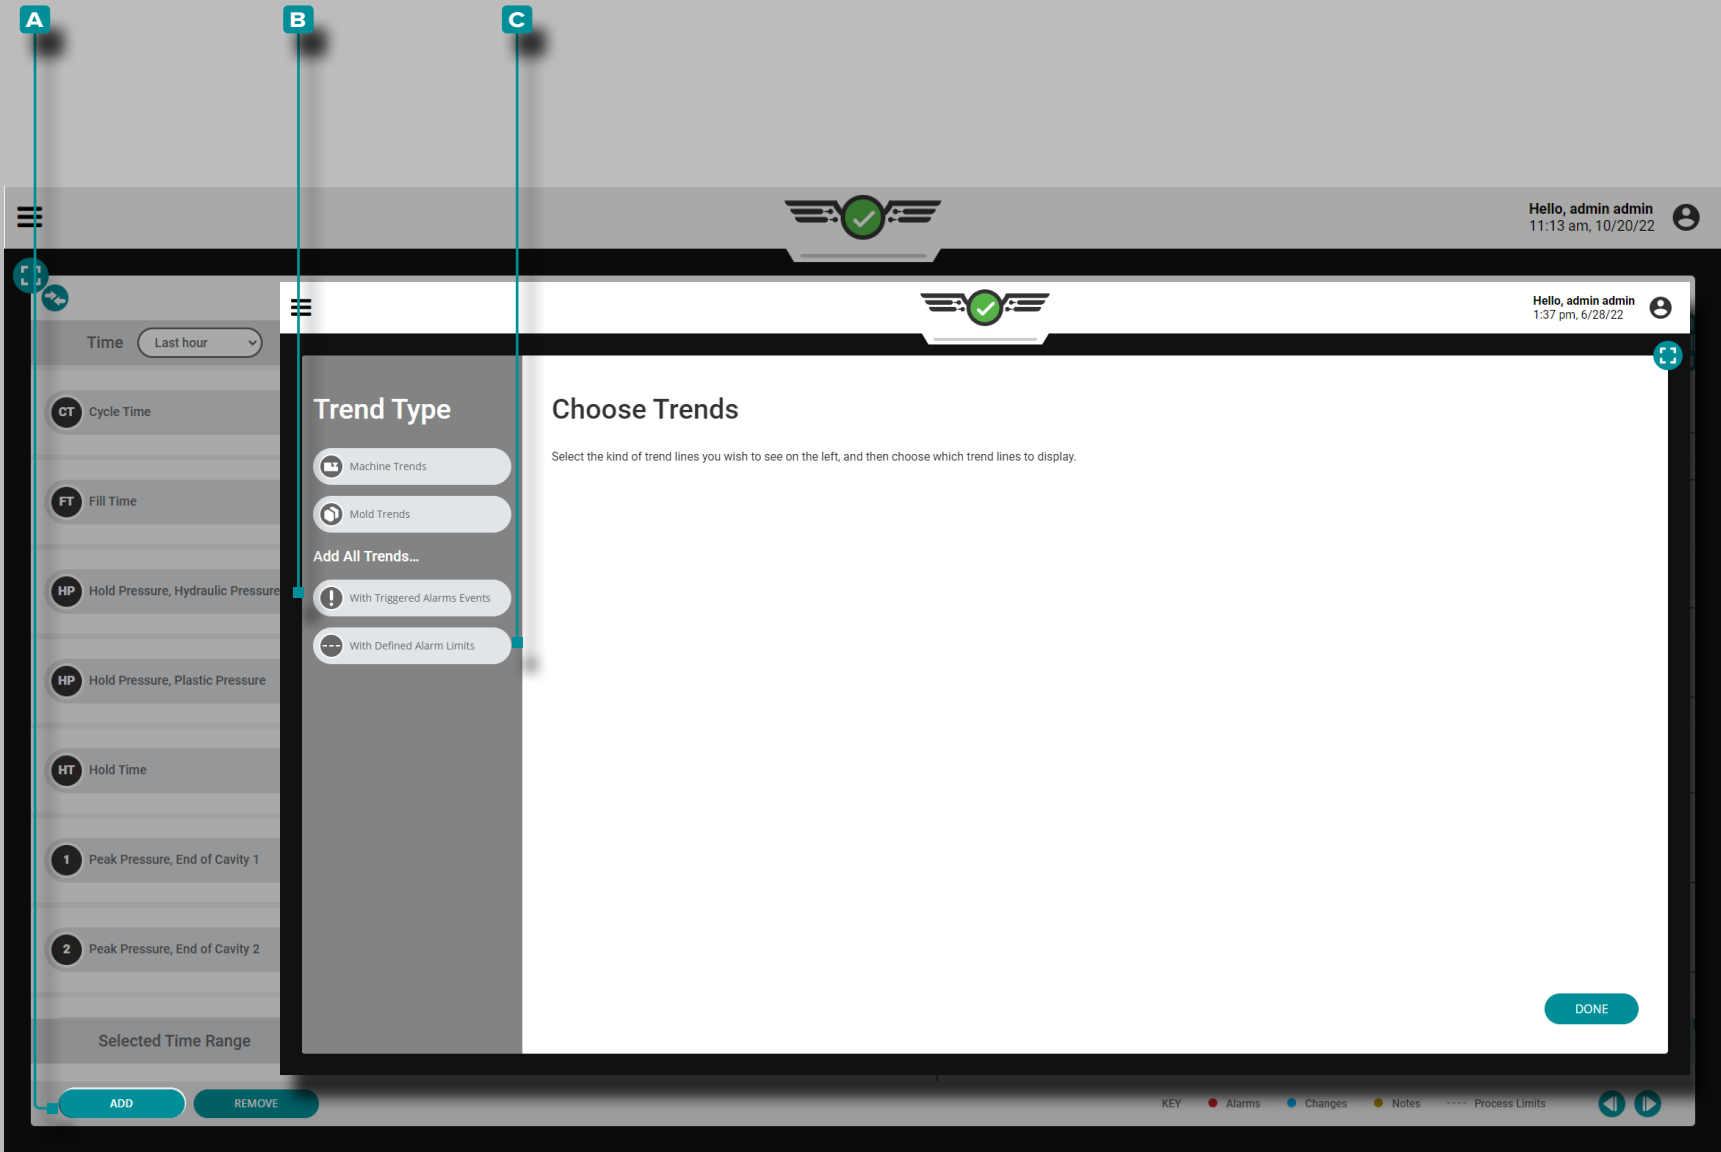 A B C
Hello, admin admin
11:13 am, 10/20/22
Time Last hour
CT Cycle Time
FT Fill Time
HP Hold Pressure, Hydraulic Pressure
HP Hold Pressure, Plastic Pressure
HT Hold Time
1 Peak Pressure, End of Cavity 1
2 Peak Pressure, End of Cavity 2
Selected Time Range
ADD REMOVE
KEY Alarms Changes Notes Process Limits
Hello, admin admin
1:37 pm, 6/28/22
Trend Type
Machine Trends
Mold Trends
Add All Trends...
With Triggered Alarms Events
With Defined Alarm Limits
Choose Trends
Select the kind of trend lines you wish to see on the left, and then choose which trend lines to display.
DONE